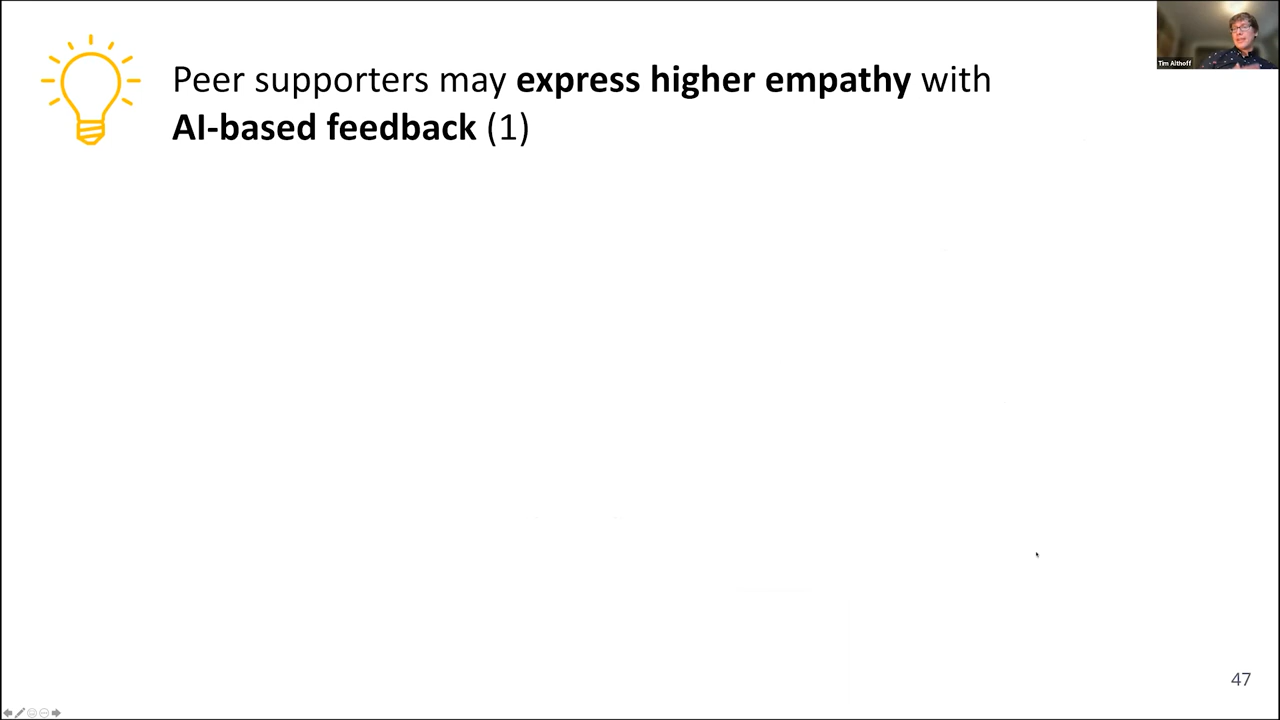 Peer supporters may express higher empathy with
AI-based feedback (1)
Tim Althoff
47